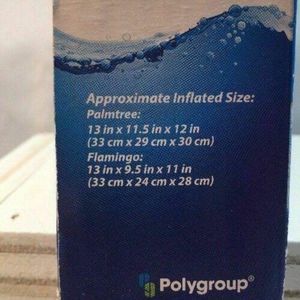 Approximate Inflated Size:
Palmtree:
13 in x 11.5 in x 12 in
(33 cm x 29 cm x 30 cm)
Flamingo:
13 in x 9.5 in x 11 in
(33 cm x 24 cm x 28 cm)
Polygroup®